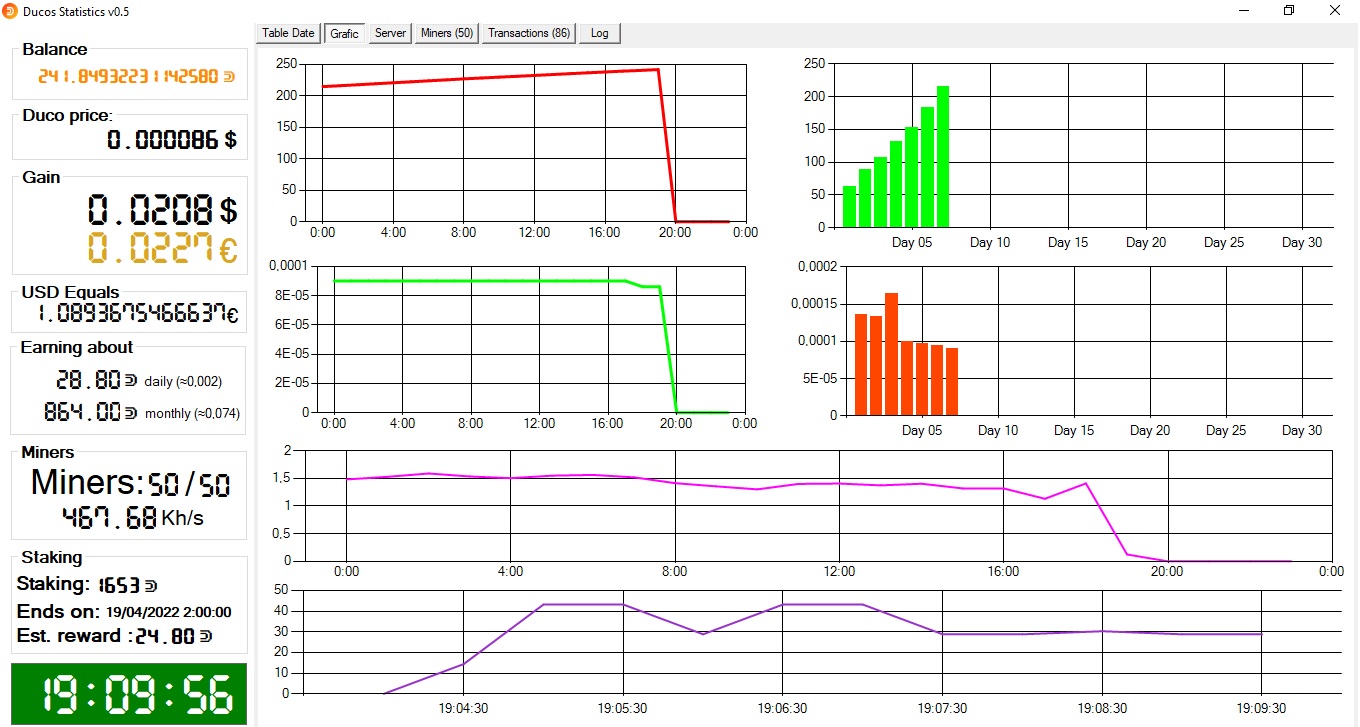 Ducos Statistics v0.5
Balance
241.84932231142580
Duco price:
0.000086 $
Gain
0.0208 $
0.0227 €
USD Equals
1.0893675466637€
Earning about
28.80 daily (≈0,002)
864.00 monthly (≈0,074)
Miners
Miners:50/50
467.68 Kh/s
Staking
Staking: 1653
Ends on: 19/04/2022 2:00:00
Est. reward :24.80
19:09:56
Table Date Grafic Server Miners (50) Transactions (86) Log
250
200
150
100
50
0
0:00 4:00 8:00 12:00 16:00 20:00 0:00
250
200
150
100
50
0
Day 05 Day 10 Day 15 Day 20 Day 25 Day 30
0,0001
8E-05
6E-05
4E-05
2E-05
0
0:00 4:00 8:00 12:00 16:00 20:00 0:00
0,0002
0,00015
0,0001
5E-05
0
Day 05 Day 10 Day 15 Day 20 Day 25 Day 30
2
1.5
1
0.5
0
0:00 4:00 8:00 12:00 16:00 20:00 0:00
50
40
30
20
10
0
19:04:30 19:05:30 19:06:30 19:07:30 19:08:30 19:09:30